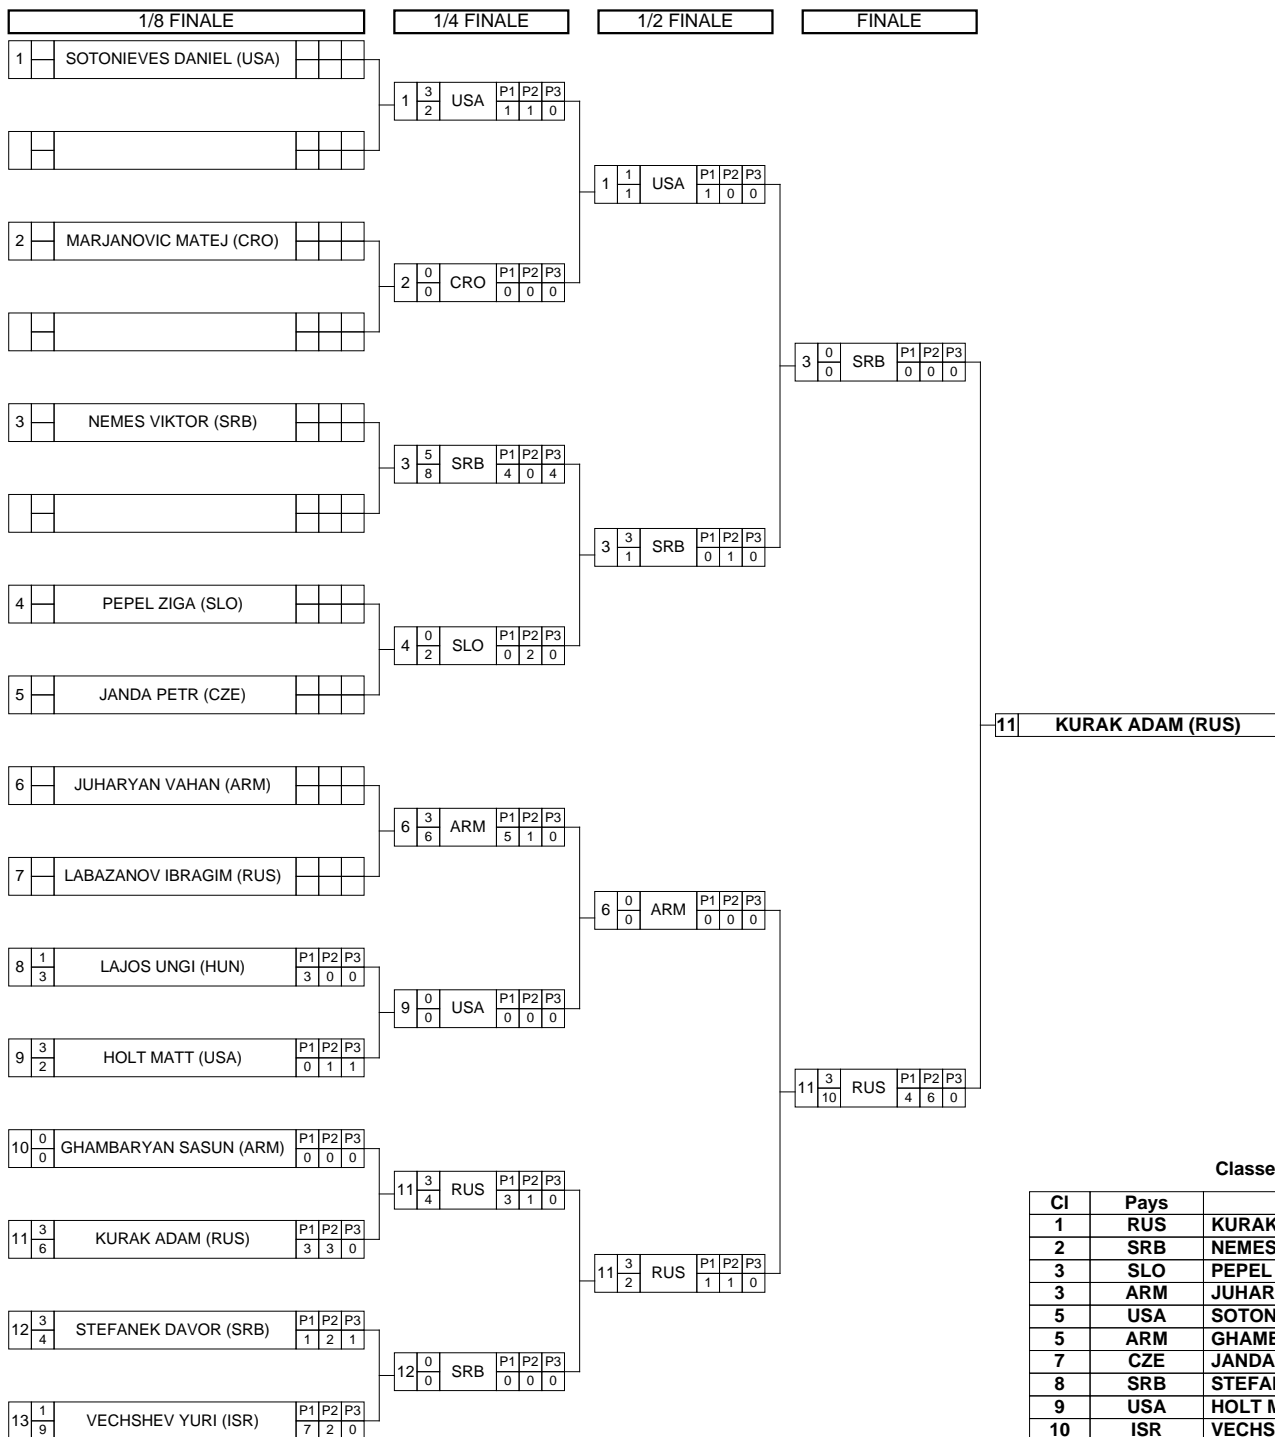 1/8 FINALE 1/4 FINALE 1/2 FINALE FINALE
1 SOTONIEVES DANIEL (USA)
1 3 2 USA P1 P2 P3 1 1 0
1 1 1 USA P1 P2 P3 1 0 0
2 MARJANOVIC MATEJ (CRO)
2 0 0 CRO P1 P2 P3 0 0 0
3 0 0 SRB P1 P2 P3 0 0 0
3 NEMES VIKTOR (SRB)
3 5 8 SRB P1 P2 P3 4 0 4
3 3 1 SRB P1 P2 P3 0 1 0
4 PEPEL ZIGA (SLO)
4 0 2 SLO P1 P2 P3 0 2 0
5 JANDA PETR (CZE)
11 KURAK ADAM (RUS)
6 JUHARYAN VAHAN (ARM)
6 3 6 ARM P1 P2 P3 5 1 0
7 LABAZANOV IBRAGIM (RUS)
6 0 0 ARM P1 P2 P3 0 0 0
8 1 3 LAJOS UNGI (HUN) P1 P2 P3 3 0 0
9 0 0 USA P1 P2 P3 0 0 0
9 3 2 HOLT MATT (USA) P1 P2 P3 0 1 1
11 3 10 RUS P1 P2 P3 4 6 0
10 0 0 GHAMBARYAN SASUN (ARM) P1 P2 P3 0 0 0
11 3 4 RUS P1 P2 P3 3 1 0
11 3 6 KURAK ADAM (RUS) P1 P2 P3 3 3 0
11 3 2 RUS P1 P2 P3 1 1 0
12 3 4 STEFANEK DAVOR (SRB) P1 P2 P3 1 2 1
12 0 0 SRB P1 P2 P3 0 0 0
13 1 9 VECHSHEV YURI (ISR) P1 P2 P3 7 2 0
Classe
Cl Pays
1 RUS KURAK
2 SRB NEMES
3 SLO PEPEL
3 ARM JUHAR
5 USA SOTON
5 ARM GHAMB
7 CZE JANDA
8 SRB STEFA
9 USA HOLT M
10 ISR VECHS